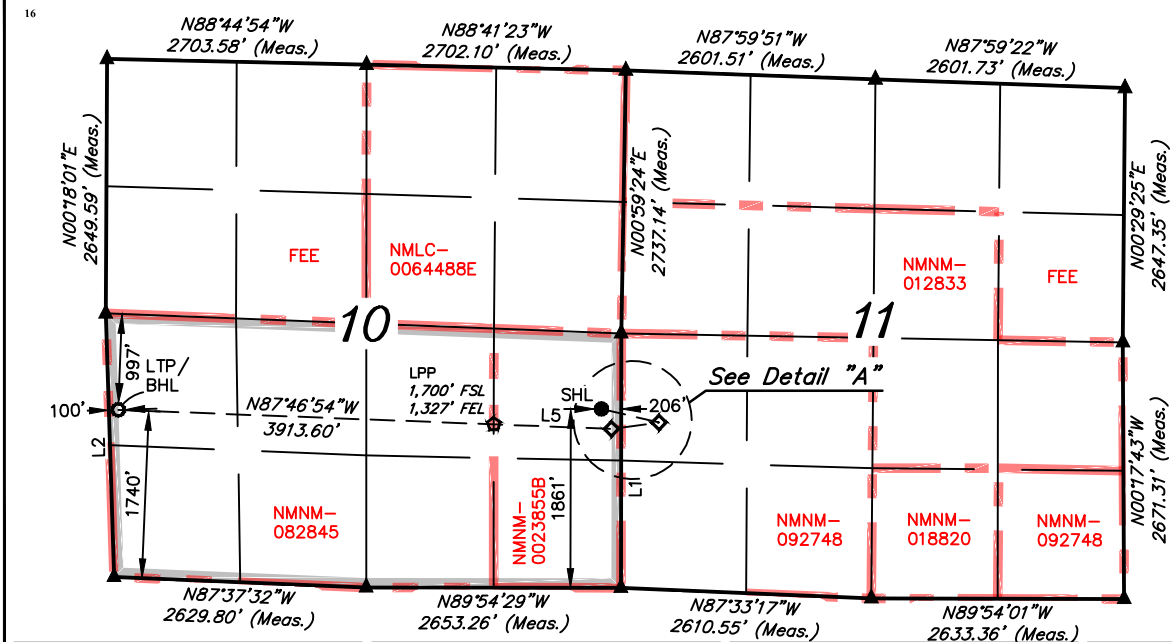 16
N88°44'54"W
2703.58' (Meas.)
N88°41'23"W
2702.10' (Meas.)
N87°59'51"W
2601.51' (Meas.)
N87°59'22"W
2601.73' (Meas.)
N00°18'01"E
2649.59' (Meas.)
N00°59'24"E
2737.14' (Meas.)
N00°29'25"E
2647.35' (Meas.)
FEE
NMLC-
0064488E
NMNM-
012833
FEE
10
11
997'
LTP/
BHL
LPP
1,700' FSL
1,327' FEL
See Detail "A"
SHL
206'
100'
N87°46'54"W
3913.60'
L5
L2
L1
1740'
1861'
NMNM-
082845
NMNM-
0023855B
NMNM-
092748
NMNM-
018820
NMNM-
092748
N00°17'43"W
2671.31' (Meas.)
N87°37'32"W
2629.80' (Meas.)
N89°54'29"W
2653.26' (Meas.)
N87°33'17"W
2610.55' (Meas.)
N89°54'01"W
2633.36' (Meas.)